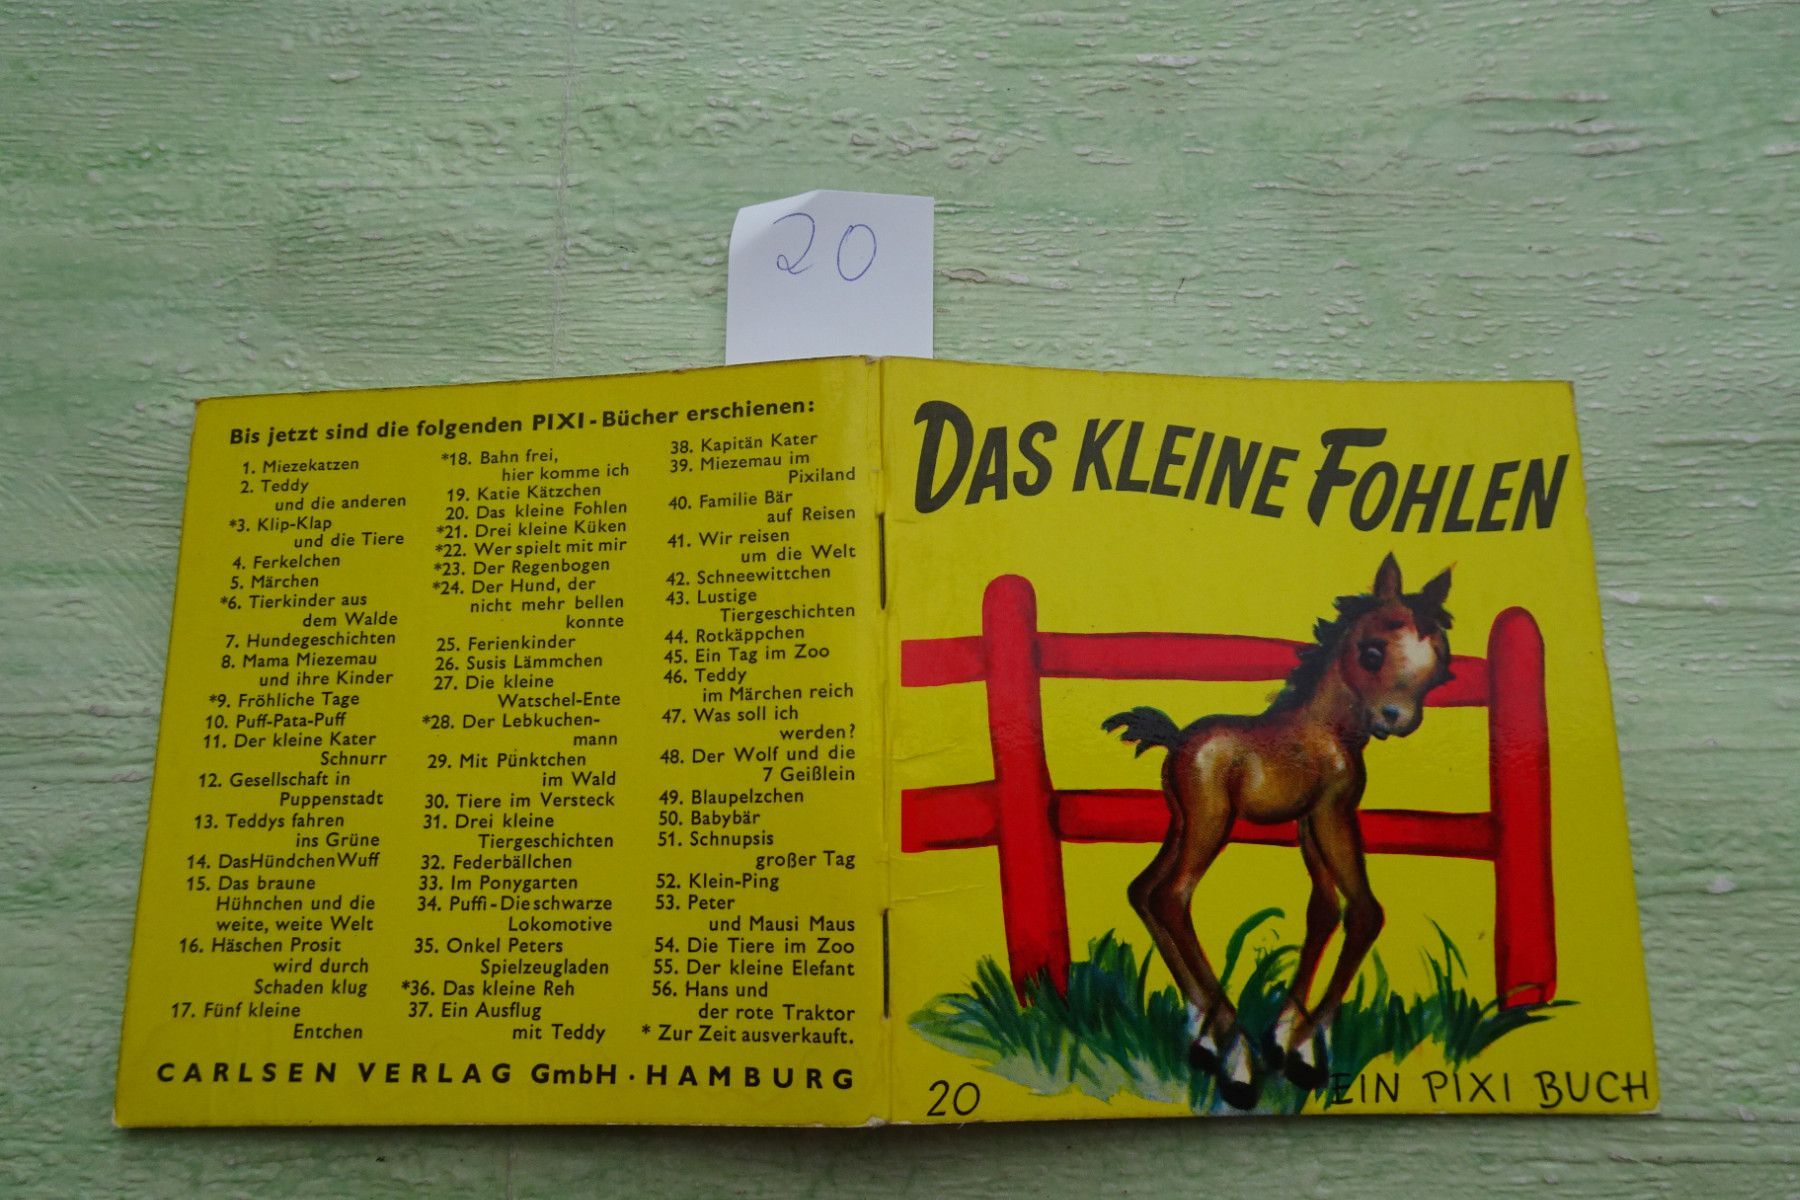 20
Bis jetzt sind die folgenden PIXI-Bücher erschienen:
1. Miezekatzen
2. Teddy
und die anderen
*3. Klip-Klap
und die Tiere
4. Ferkelchen
5. Märchen
*6. Tierkinder aus
dem Walde
7. Hundegeschichten
8. Mama Miezemau
und ihre Kinder
*9. Fröhliche Tage
10. Puff-Pata-Puff
11. Der kleine Kater
Schnurr
12. Gesellschaft in
Puppenstadt
13. Teddys fahren
ins Grüne
14. Das Hündchen Wuff
15. Das braune
Hühnchen und die
weite, weite Welt
16. Häschen Prosit
wird durch
Schaden klug
17. Fünf kleine
Entchen
*18. Bahn frei,
hier komme ich
19. Katie Kätzchen
20. Das kleine Fohlen
*21. Drei kleine Küken
*22. Wer spielt mit mir
*23. Der Regenbogen
*24. Der Hund, der
nicht mehr bellen
konnte
25. Ferienkinder
26. Susis Lämmchen
27. Die kleine
Watschel-Ente
*28. Der Lebkuchen-
mann
29. Mit Pünktchen
im Wald
30. Tiere im Versteck
31. Drei kleine
Tiergeschichten
32. Federbällchen
33. Im Ponygarten
34. Puffi-Die schwarze
Lokomotive
35. Onkel Peters
Spielzeugladen
*36. Das kleine Reh
37. Ein Ausflug
mit Teddy
38. Kapitän Kater
39. Miezemau im
Pixiland
40. Familie Bär
auf Reisen
41. Wir reisen
um die Welt
42. Schneewittchen
43. Lustige
Tiergeschichten
44. Rotkäppchen
45. Ein Tag im Zoo
46. Teddy
im Märchen reich
47. Was soll ich
werden?
48. Der Wolf und die
7 Geißlein
49. Blaupelzchen
50. Babybär
51. Schnupsis
großer Tag
52. Klein-Ping
53. Peter
und Mausi Maus
54. Die Tiere im Zoo
55. Der kleine Elefant
56. Hans und
der rote Traktor
* Zur Zeit ausverkauft.
CARLSEN VERLAG GmbH · HAMBURG
DAS KLEINE FOHLEN
20
EIN PIXI BUCH